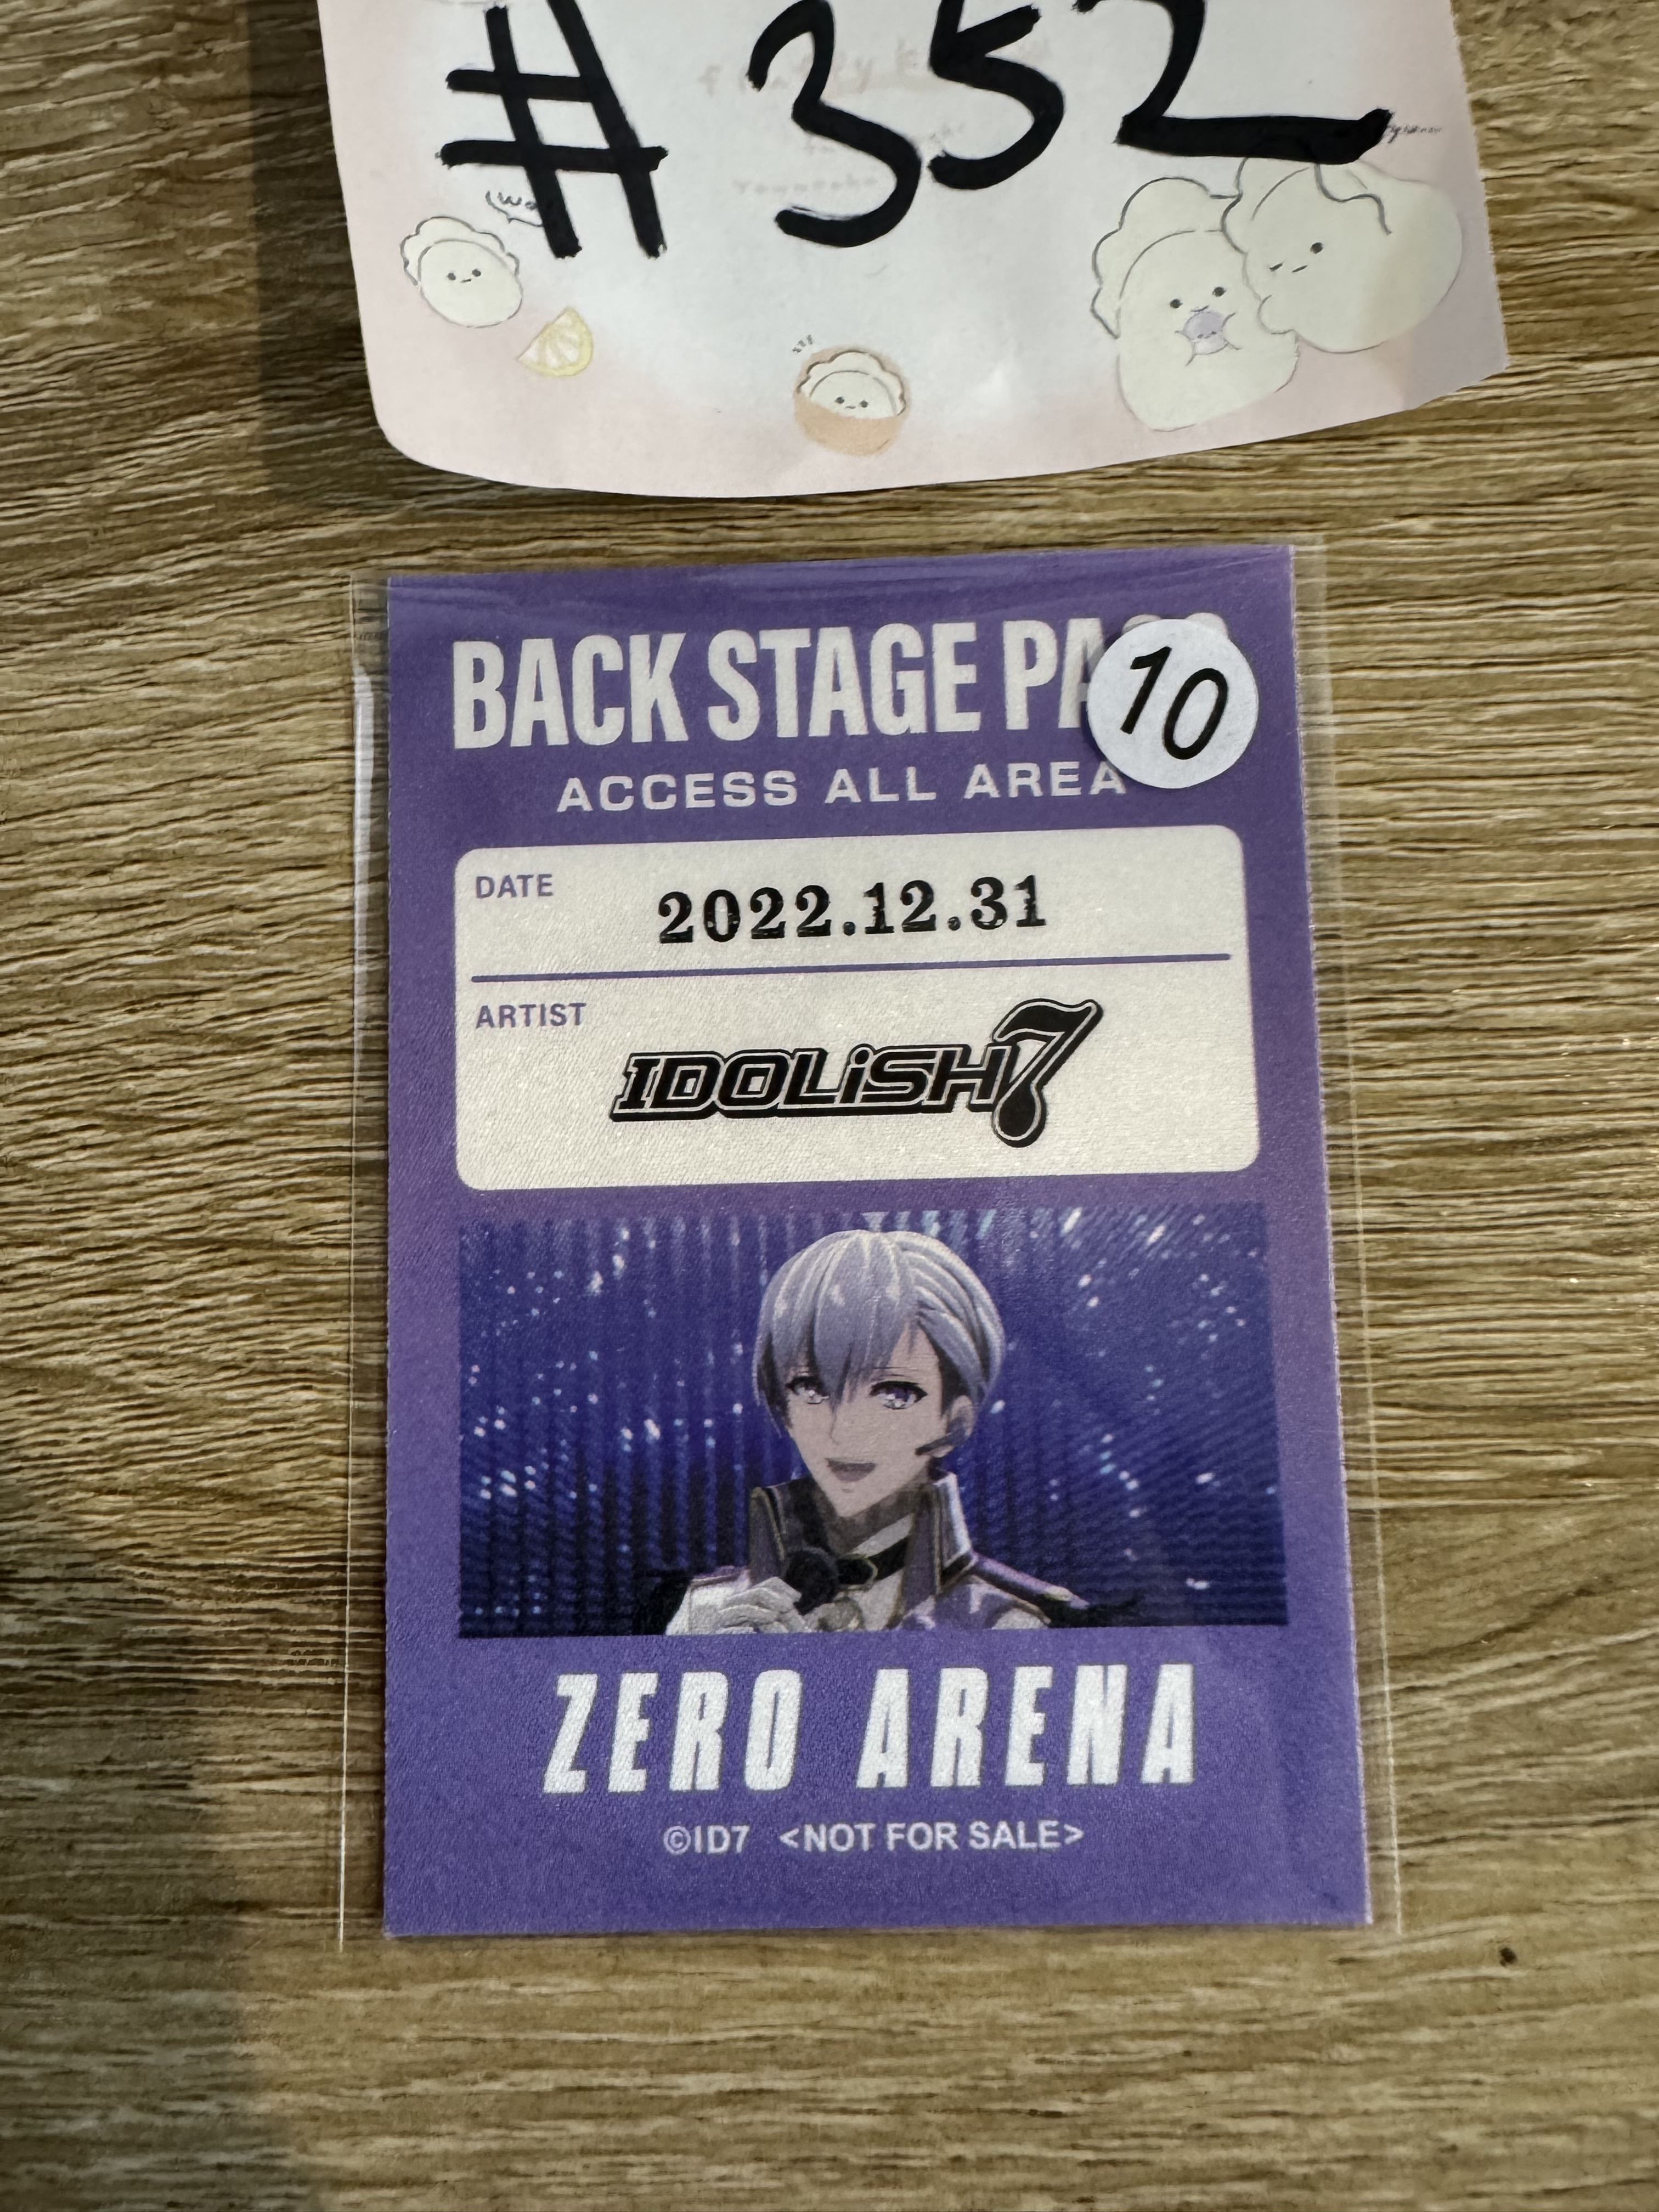 #352
BACK STAGE PA
10
ACCESS ALL AREA
DATE
2022.12.31
ARTIST
IDOLiSH7
ZERO ARENA
©ID7 <NOT FOR SALE>